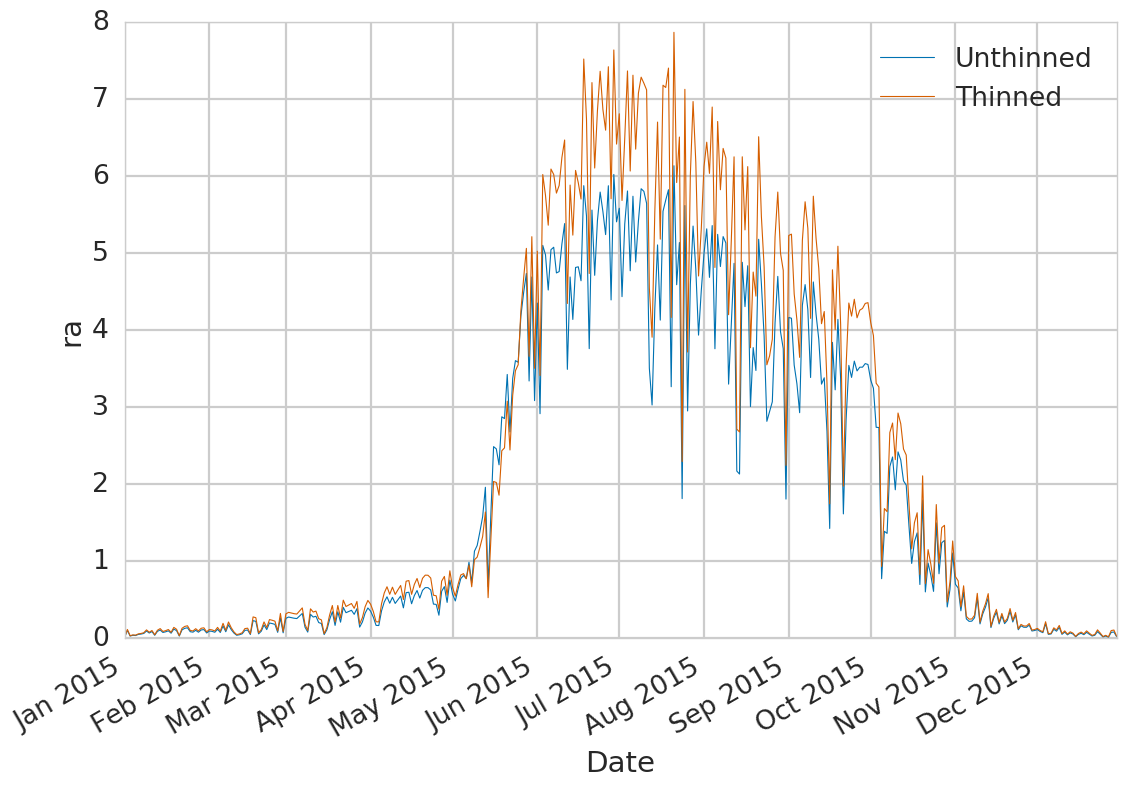 8
7
6
5
4
3
2
1
0
ra
Unthinned
Thinned
Jan 2015
Feb 2015
Mar 2015
Apr 2015
May 2015
Jun 2015
Jul 2015
Aug 2015
Sep 2015
Oct 2015
Nov 2015
Dec 2015
Date